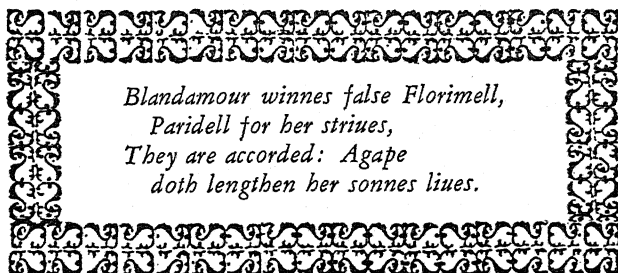 Blandamour winnes false Florimell,
Paridell for her striues,
They are accorded: Agape
doth lengthen her sonnes liues.